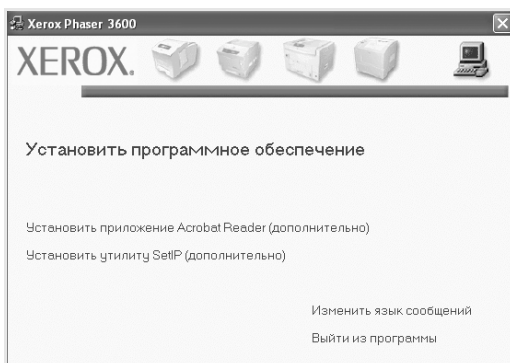 Xerox Phaser 3600
XEROX.
Установить программное обеспечение
Установить приложение Acrobat Reader (дополнительно)
Установить утилиту SetIP (дополнительно)
Изменить язык сообщений
Выйти из программы